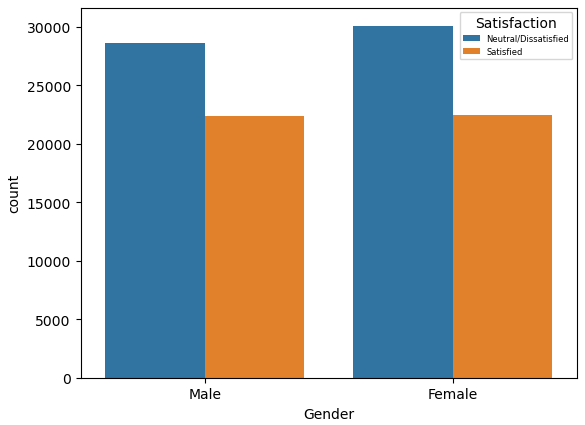 Satisfaction
Neutral/Dissatisfied
Satisfied
30000
25000
20000
15000
10000
5000
0
count
Male
Female
Gender